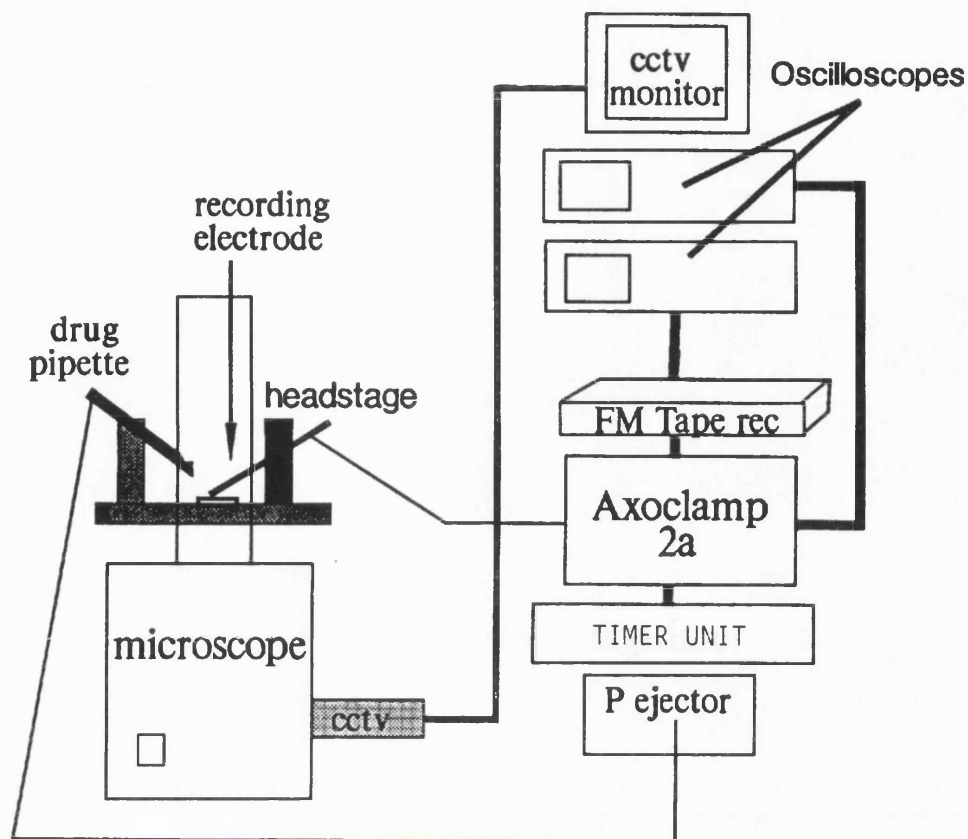 cctv
monitor
Oscilloscopes
recording
electrode
drug
pipette
headstage
FM Tape rec
Axoclamp
2a
TIMER UNIT
microscope
P ejector
cctv